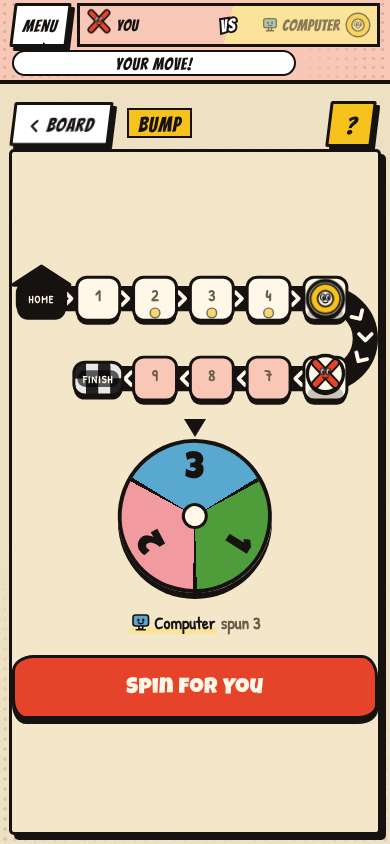 MENU
YOU
VS
COMPUTER
YOUR MOVE!
< BOARD
BUMP
?
HOME
1
2
3
4
FINISH
9
8
7
3
2
1
Computer spun 3
SPIN FOR YOU